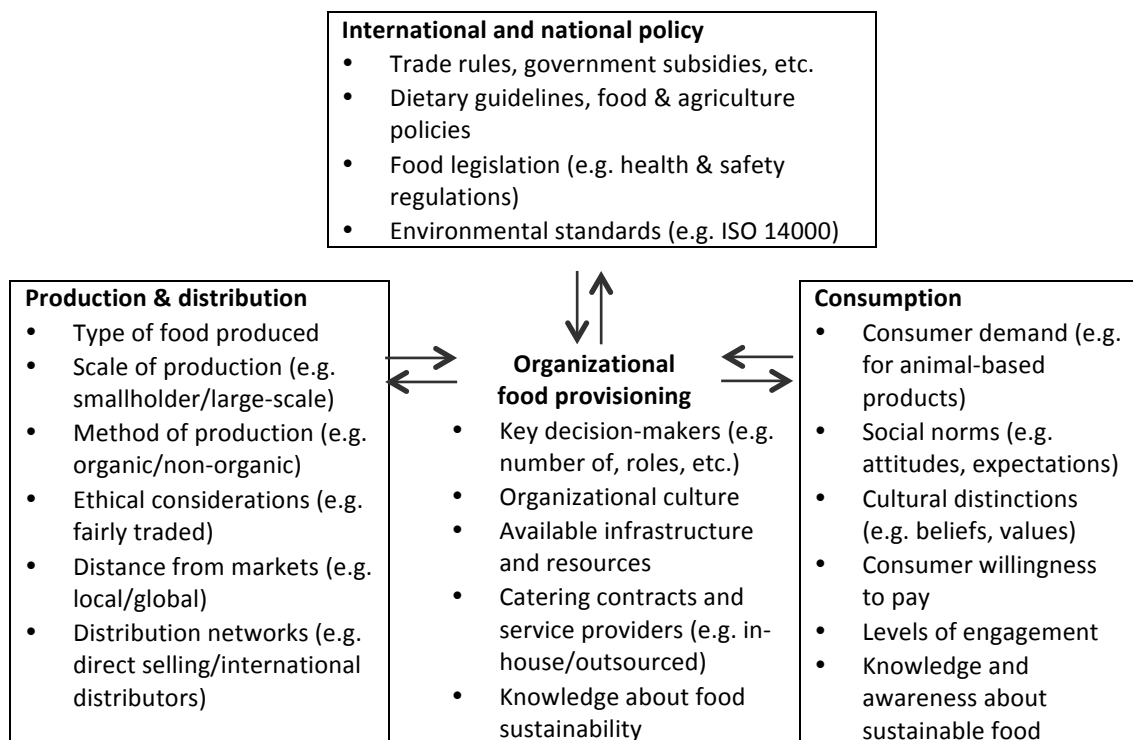 International and national policy
• Trade rules, government subsidies, etc.
• Dietary guidelines, food & agriculture
policies
• Food legislation (e.g. health & safety
regulations)
• Environmental standards (e.g. ISO 14000)
Production & distribution
• Type of food produced
• Scale of production (e.g.
smallholder/large-scale)
• Method of production (e.g.
organic/non-organic)
• Ethical considerations (e.g.
fairly traded)
• Distance from markets (e.g.
local/global)
• Distribution networks (e.g.
direct selling/international
distributors)
Organizational
food provisioning
• Key decision-makers (e.g.
number of, roles, etc.)
• Organizational culture
• Available infrastructure
and resources
• Catering contracts and
service providers (e.g. in-
house/outsourced)
• Knowledge about food
sustainability
Consumption
• Consumer demand (e.g.
for animal-based
products)
• Social norms (e.g.
attitudes, expectations)
• Cultural distinctions
(e.g. beliefs, values)
• Consumer willingness
to pay
• Levels of engagement
• Knowledge and
awareness about
sustainable food